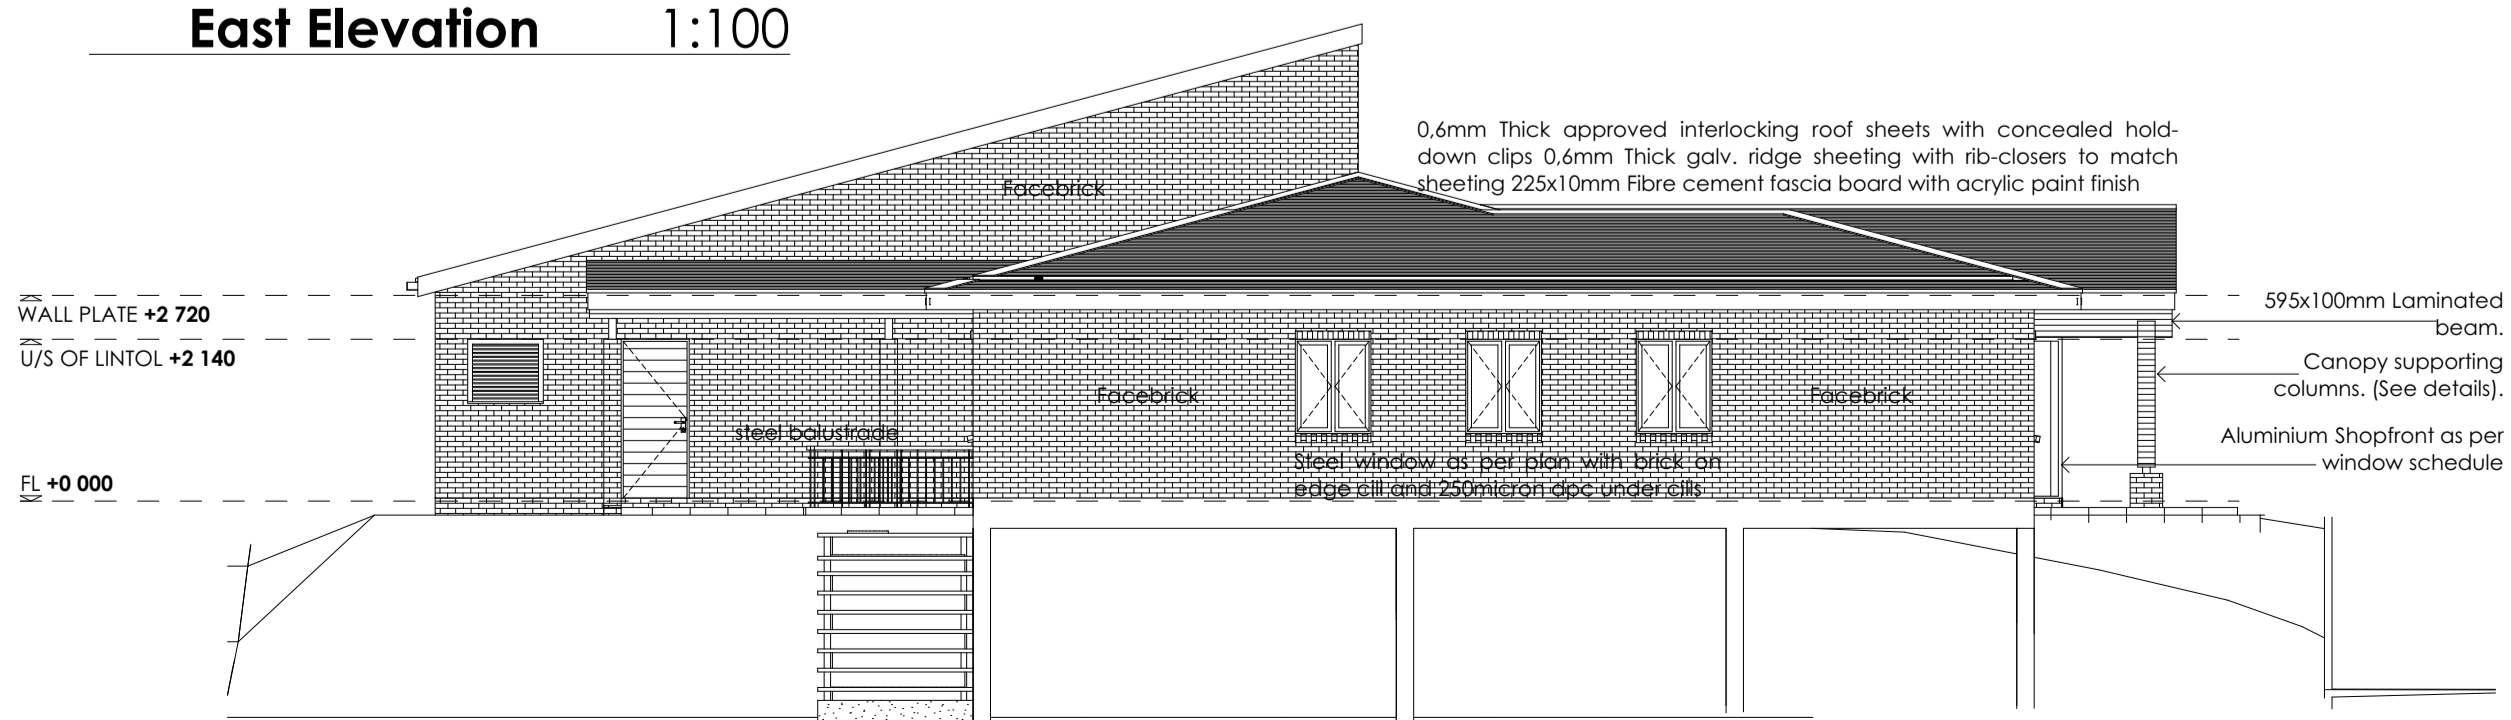 East Elevation 1:100
0,6mm Thick approved interlocking roof sheets with concealed hold-
down clips 0,6mm Thick galv. ridge sheeting with rib-closers to match
sheeting 225x10mm Fibre cement fascia board with acrylic paint finish
Facebrick
WALL PLATE +2 720
595x100mm Laminated
beam.
U/S OF LINTOL +2 140
Canopy supporting
columns. (See details).
Facebrick
Facebrick
steel balustrade
Aluminium Shopfront as per
window schedule
Steel window as per plan with brick on
edge cill and 250micron dpc under cills
FL +0 000